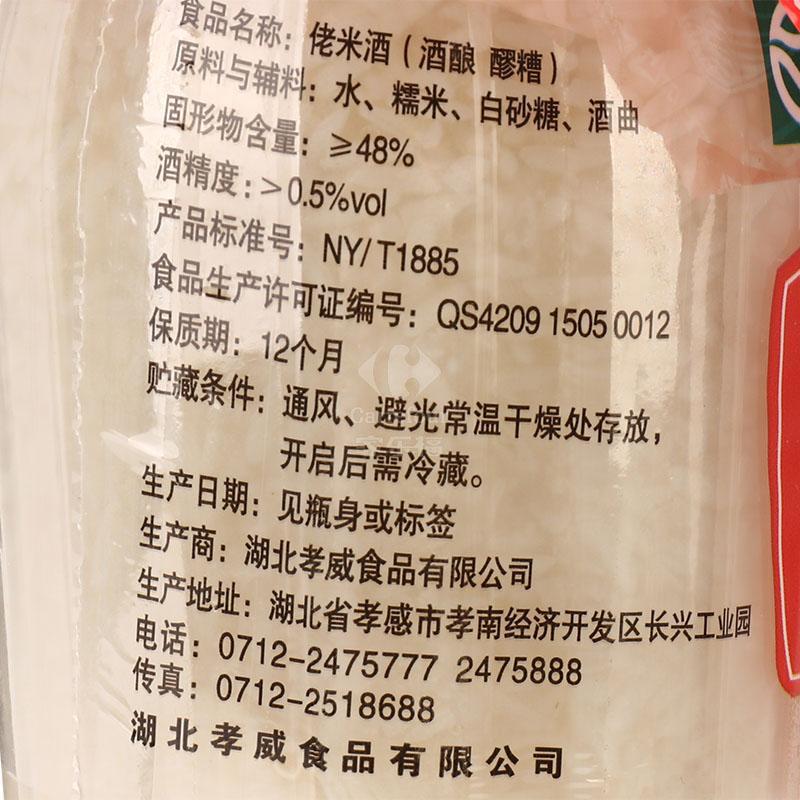 食品名称：佬米酒（酒酿 醪糟）
原料与辅料：水、糯米、白砂糖、酒曲
固形物含量：≥48%
酒精度：＞0.5%vol
产品标准号：NY/T1885
食品生产许可证编号：QS4209 1505 0012
保质期：12个月
贮藏条件：通风、避光常温干燥处存放，
开启后需冷藏。
生产日期：见瓶身或标签
生产商：湖北孝威食品有限公司
生产地址：湖北省孝感市孝南经济开发区长兴工业园
电话：0712-2475777 2475888
传真：0712-2518688
湖北孝威食品有限公司